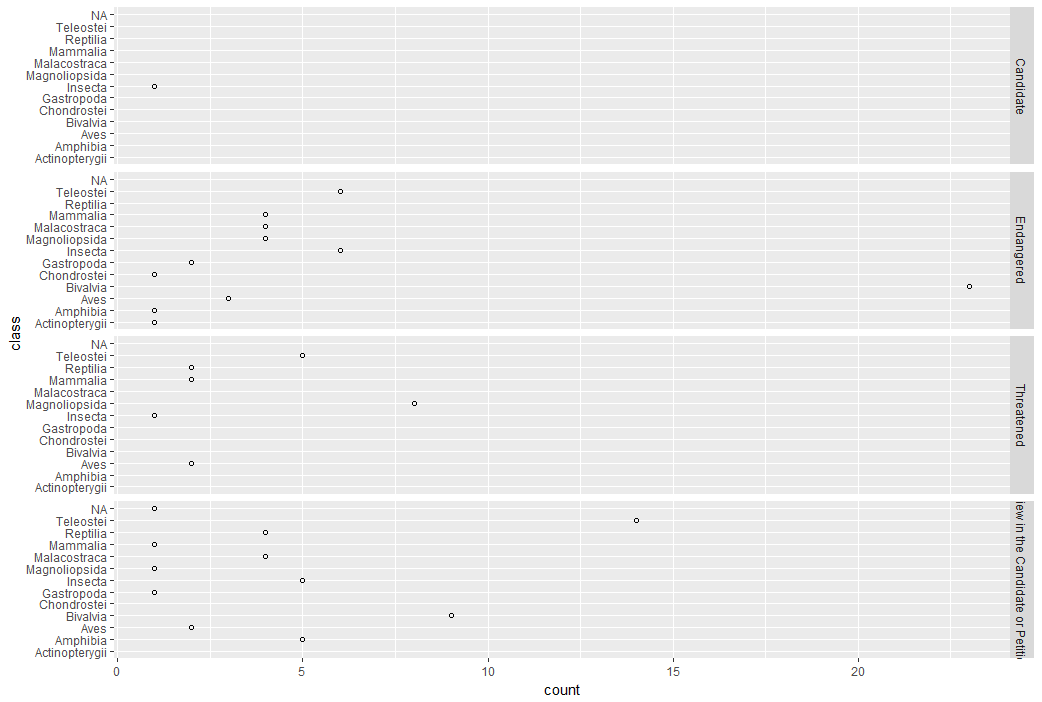 NA
Teleostei
Reptilia
Mammalia
Malacostraca
Magnoliopsida
Insecta
Gastropoda
Chondrostei
Bivalvia
Aves
Amphibia
Actinopterygii
Candidate
NA
Teleostei
Reptilia
Mammalia
Malacostraca
Magnoliopsida
Insecta
Gastropoda
Chondrostei
Bivalvia
Aves
Amphibia
Actinopterygii
Endangered
class
NA
Teleostei
Reptilia
Mammalia
Malacostraca
Magnoliopsida
Insecta
Gastropoda
Chondrostei
Bivalvia
Aves
Amphibia
Actinopterygii
Threatened
NA
Teleostei
Reptilia
Mammalia
Malacostraca
Magnoliopsida
Insecta
Gastropoda
Chondrostei
Bivalvia
Aves
Amphibia
Actinopterygii
iew in the Candidate or Petiti
0 5 10 15 20
count